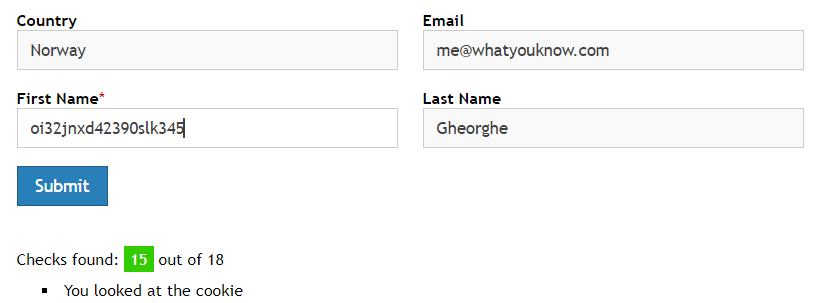 Country
Email
Norway
me@whatyouknow.com
First Name*
Last Name
oi32jnxd42390slk345
Gheorghe
Submit
Checks found: 15 out of 18
▪ You looked at the cookie